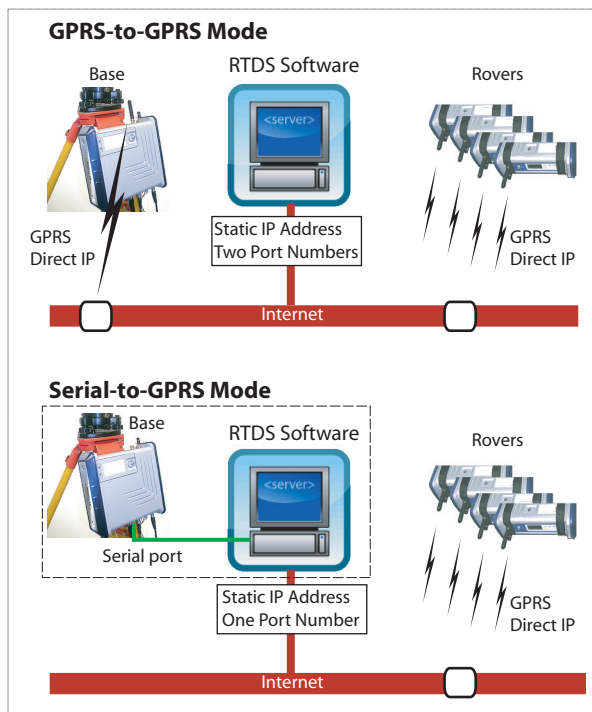 GPRS-to-GPRS Mode
Base
RTDS Software
Rovers
<server>
GPRS
Direct IP
Static IP Address
Two Port Numbers
GPRS
Direct IP
Internet
Serial-to-GPRS Mode
Base
RTDS Software
Rovers
<server>
Serial port
Static IP Address
One Port Number
GPRS
Direct IP
Internet